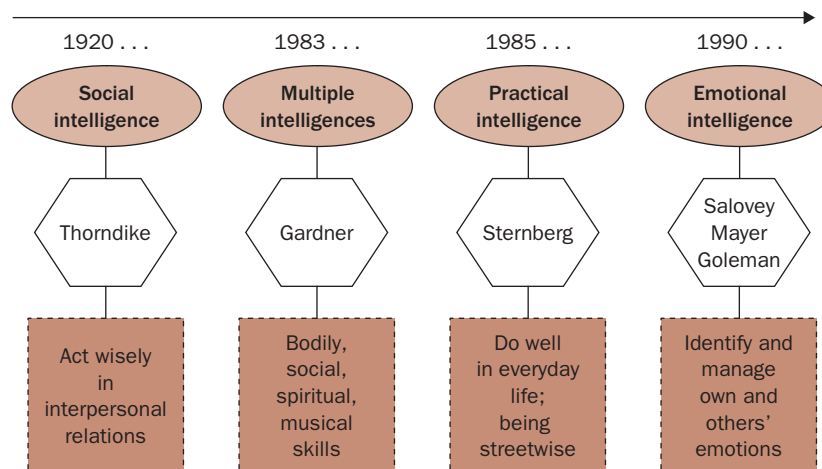 1920 . . .
1983 . . .
1985 . . .
1990 . . .
Social
intelligence
Multiple
intelligences
Practical
intelligence
Emotional
intelligence
Thorndike
Gardner
Sternberg
Salovey
Mayer
Goleman
Act wisely
in
interpersonal
relations
Bodily,
social,
spiritual,
musical
skills
Do well
in everyday
life;
being
streetwise
Identify and
manage
own and
others’
emotions